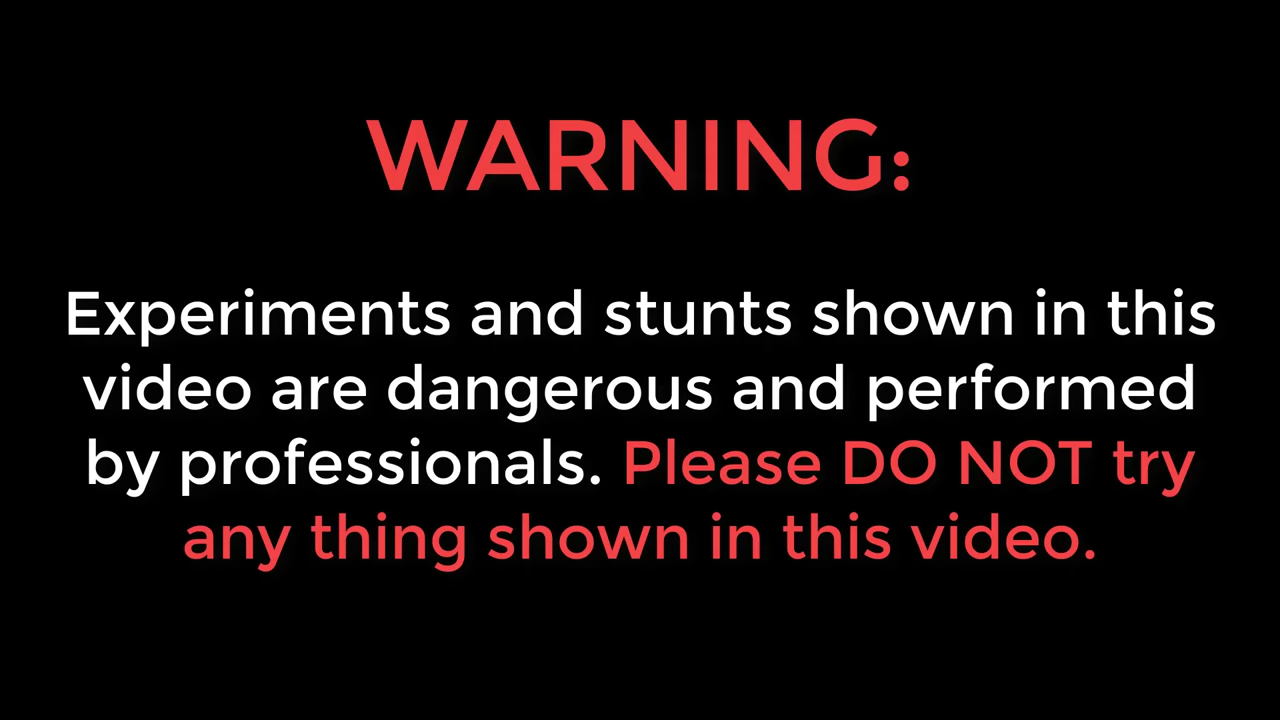 WARNING:
Experiments and stunts shown in this
video are dangerous and performed
by professionals. Please DO NOT try
any thing shown in this video.